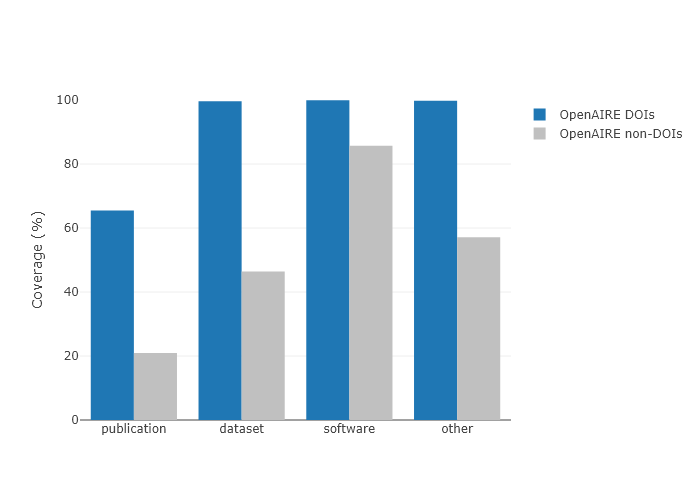 100
80
60
40
20
0
Coverage (%)
publication
dataset
software
other
OpenAIRE DOIs
OpenAIRE non-DOIs